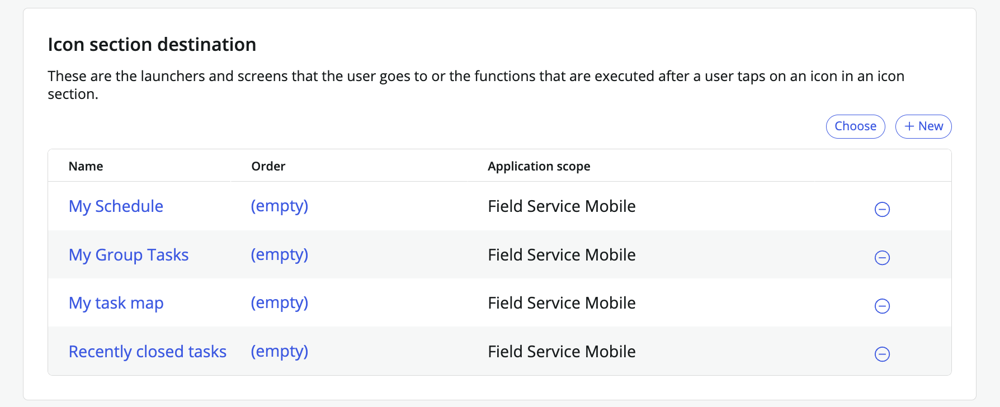 Icon section destination
These are the launchers and screens that the user goes to or the functions that are executed after a user taps on an icon in an icon
section.
Choose + New
Name Order Application scope
My Schedule (empty) Field Service Mobile
My Group Tasks (empty) Field Service Mobile
My task map (empty) Field Service Mobile
Recently closed tasks (empty) Field Service Mobile